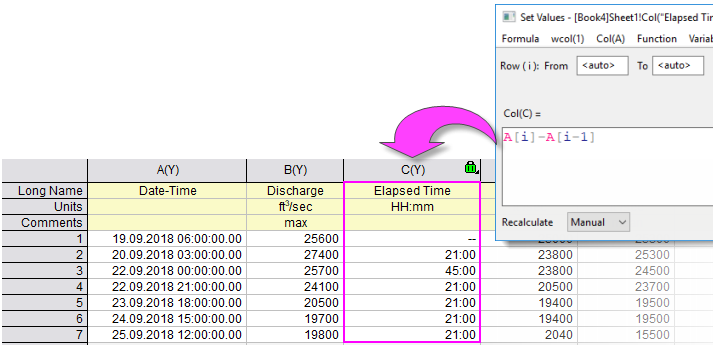 Set Values - [Book4]Sheet1!Col("Elapsed Tim
Formula wcol(1) Col(A) Function Variab
Row ( i ): From <auto> To <auto>
Col(C) =
A[i]-A[i-1]
Recalculate Manual
A(Y) B(Y) C(Y)
Long Name Date-Time Discharge Elapsed Time
Units ft³/sec HH:mm
Comments max
1 19.09.2018 06:00:00.00 25600 --
2 20.09.2018 03:00:00.00 27400 21:00 23800 25300
3 22.09.2018 00:00:00.00 25700 45:00 23800 24500
4 22.09.2018 21:00:00.00 24100 21:00 20500 23700
5 23.09.2018 18:00:00.00 20500 21:00 19400 19500
6 24.09.2018 15:00:00.00 19700 21:00 19400 19500
7 25.09.2018 12:00:00.00 19800 21:00 2040 15500